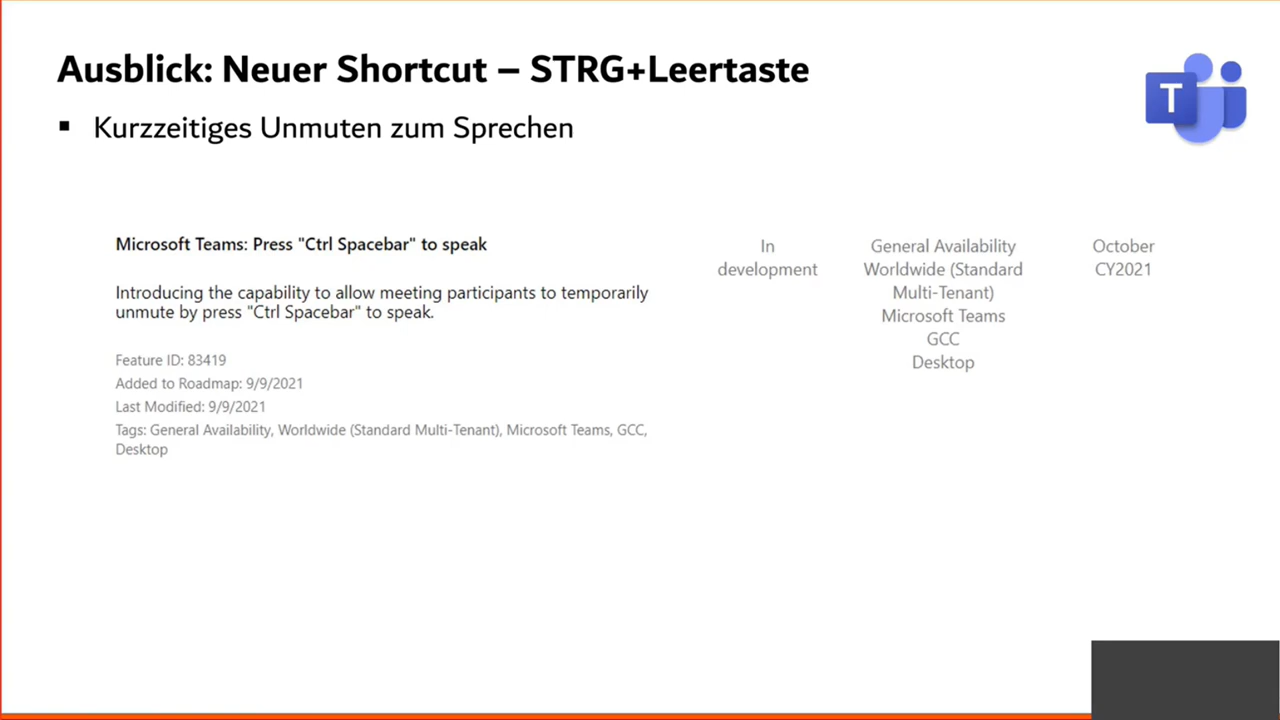 Ausblick: Neuer Shortcut – STRG+Leertaste
▪ Kurzzeitiges Unmuten zum Sprechen
T
Microsoft Teams: Press "Ctrl Spacebar" to speak
Introducing the capability to allow meeting participants to temporarily
unmute by press "Ctrl Spacebar" to speak.
Feature ID: 83419
Added to Roadmap: 9/9/2021
Last Modified: 9/9/2021
Tags: General Availability, Worldwide (Standard Multi-Tenant), Microsoft Teams, GCC,
Desktop
In
development
General Availability
Worldwide (Standard
Multi-Tenant)
Microsoft Teams
GCC
Desktop
October
CY2021